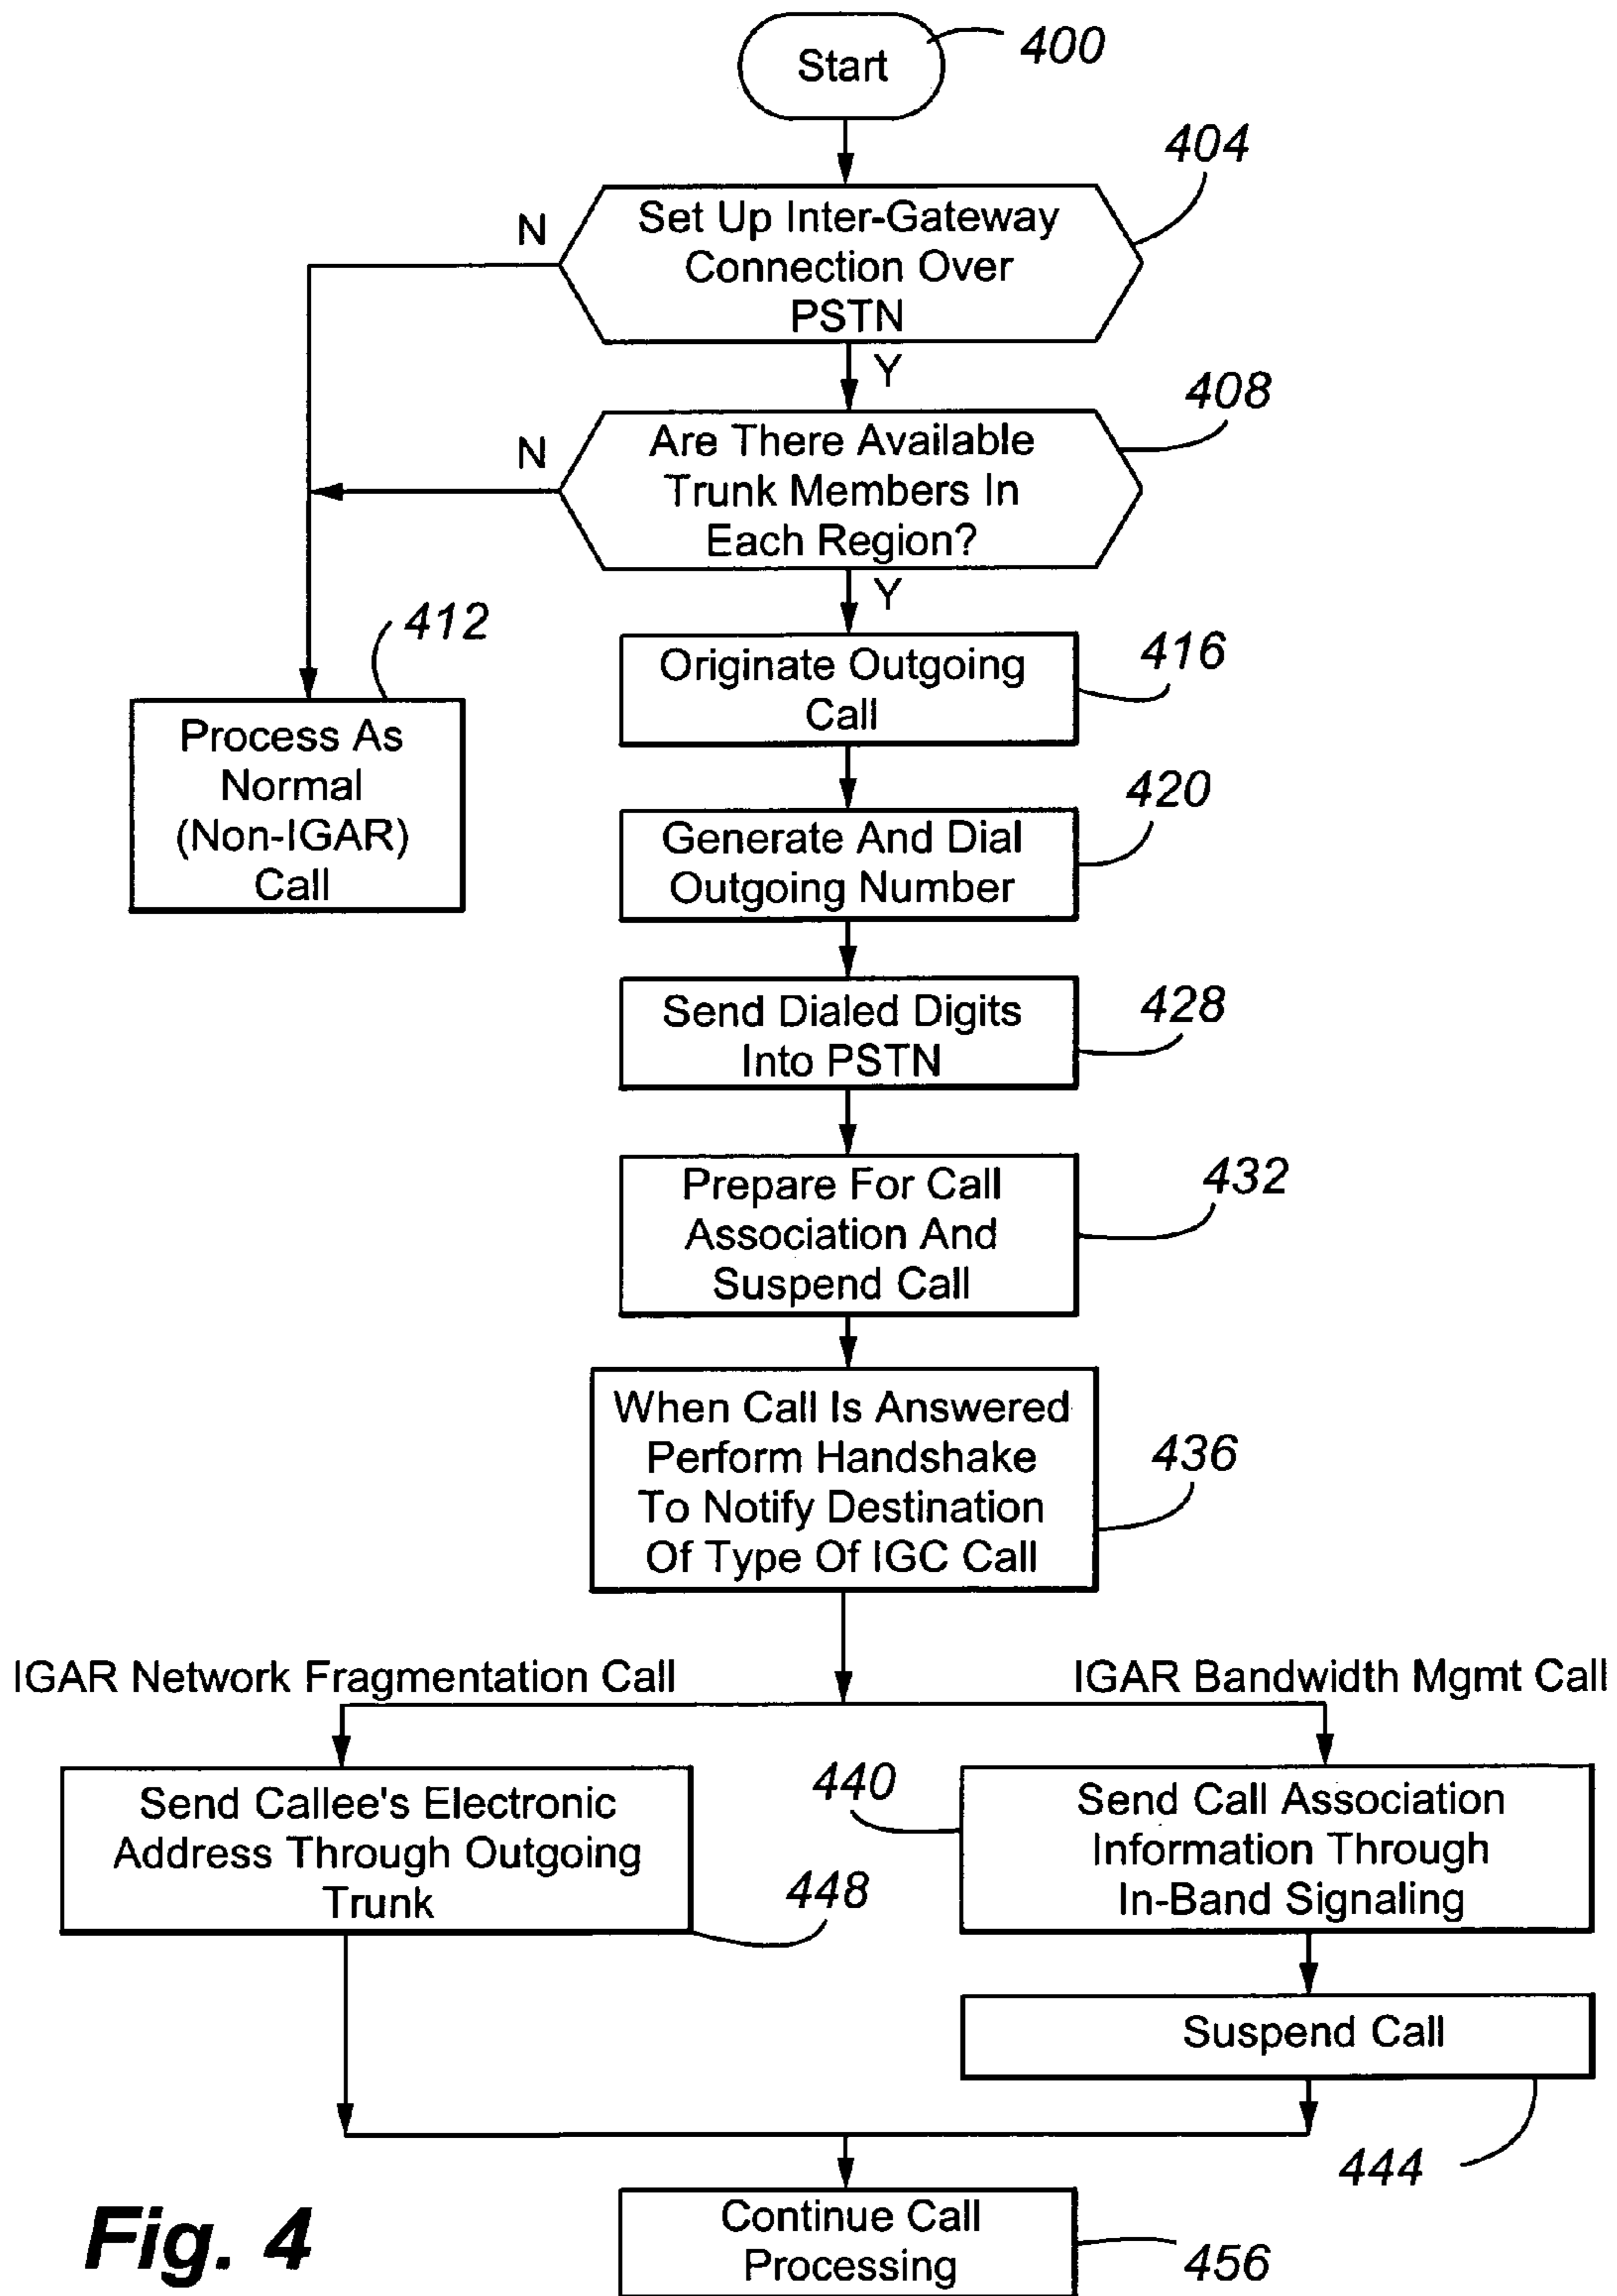 Start
400
404
N
Set Up Inter-Gateway
Connection Over
PSTN
Y
408
N
Are There Available
Trunk Members In
Each Region?
Y
412
Process As
Normal
(Non-IGAR)
Call
Originate Outgoing
Call
416
Generate And Dial
Outgoing Number
420
Send Dialed Digits
Into PSTN
428
Prepare For Call
Association And
Suspend Call
432
When Call Is Answered
Perform Handshake
To Notify Destination
Of Type Of IGC Call
436
IGAR Network Fragmentation Call
IGAR Bandwidth Mgmt Call
Send Callee's Electronic
Address Through Outgoing
Trunk
448
440
Send Call Association
Information Through
In-Band Signaling
Suspend Call
444
Continue Call
Processing
456
Fig. 4